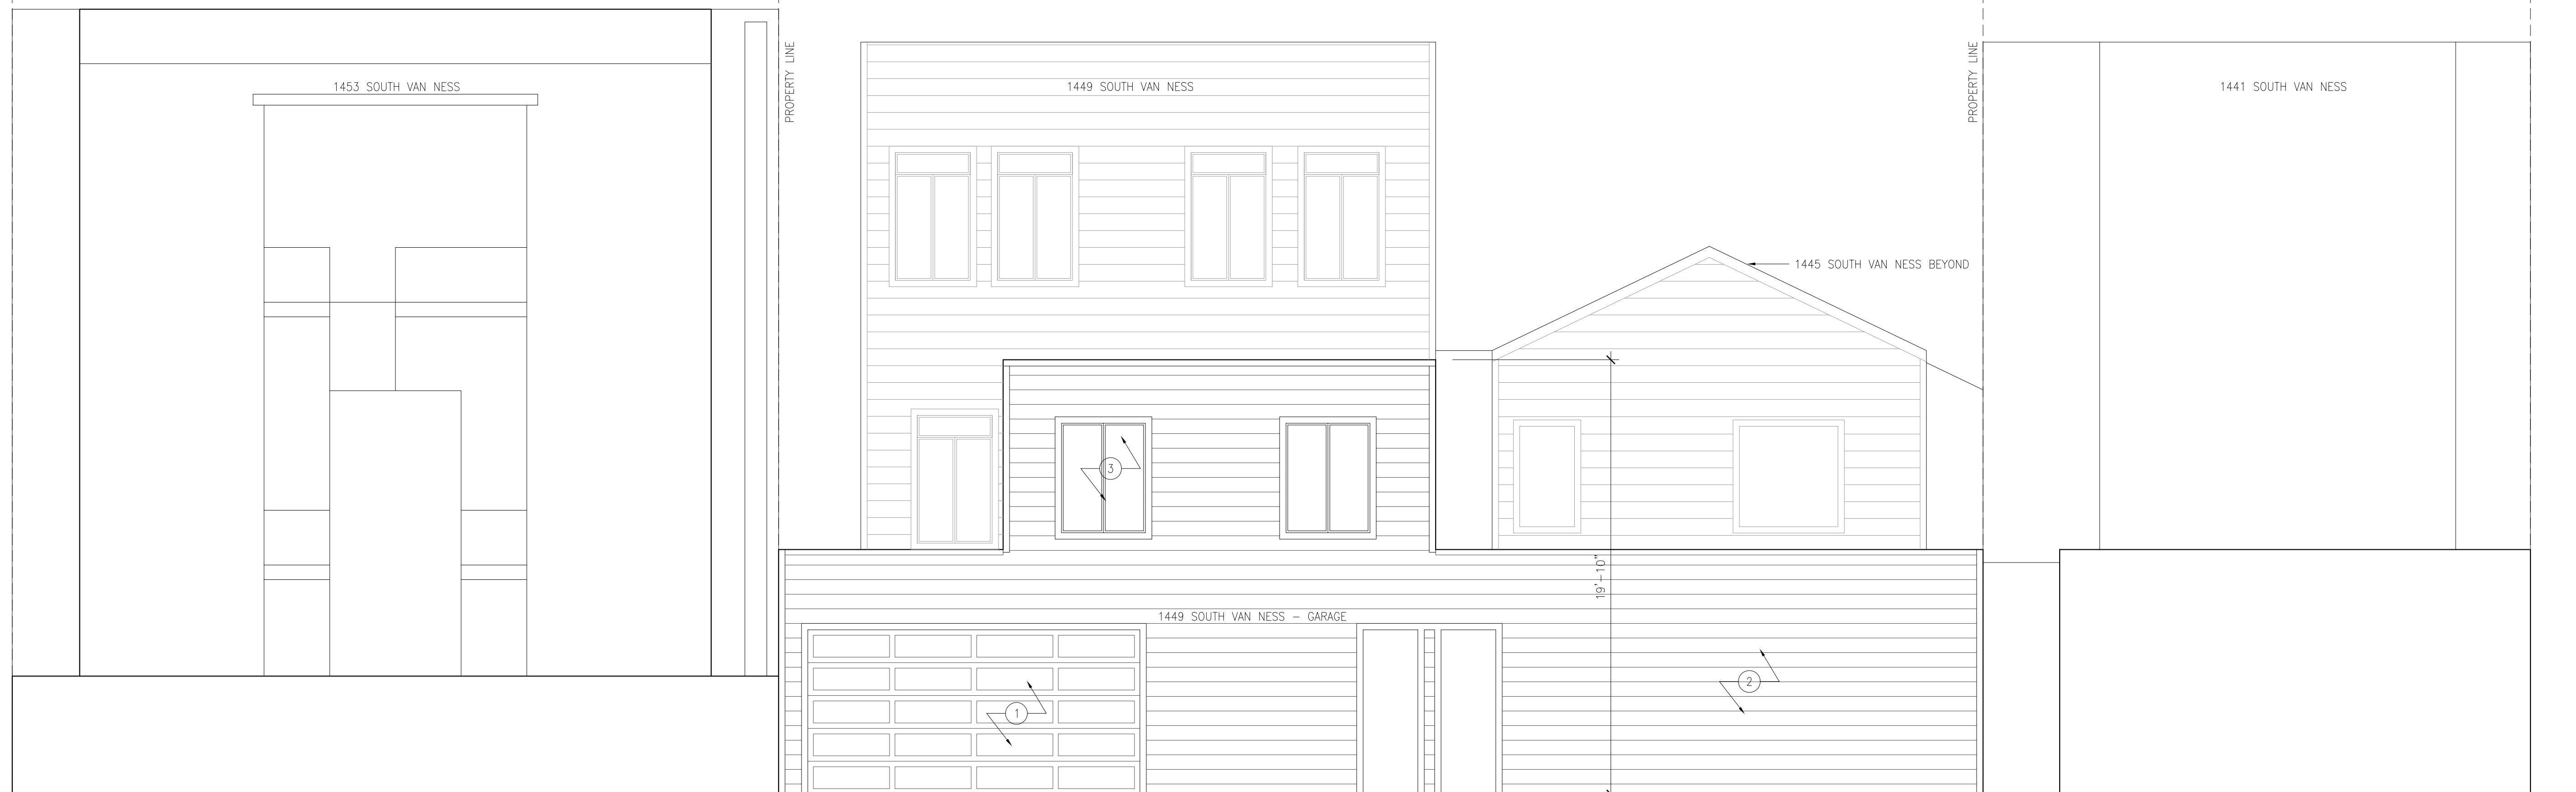 1453 SOUTH VAN NESS
PROPERTY LINE
1449 SOUTH VAN NESS
PROPERTY LINE
1441 SOUTH VAN NESS
1445 SOUTH VAN NESS BEYOND
3
19'-10"
1449 SOUTH VAN NESS - GARAGE
2
1